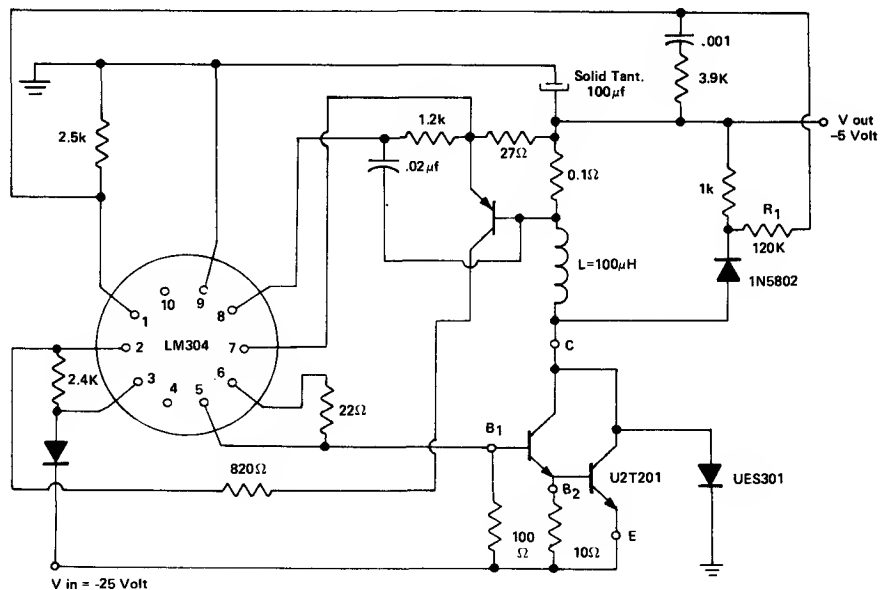 .001
Solid Tant.
100µf
3.9K
1.2k
V out
-5 Volt
2.5k
27Ω
.02µf
0.1Ω
1k
R1
120K
L=100µH
1N5802
10
9
8
1
LM304
2
7
C
2.4K
3
6
4
5
22Ω
B1
820Ω
U2T201
UES301
B2
100
Ω
10Ω
E
V in = -25 Volt